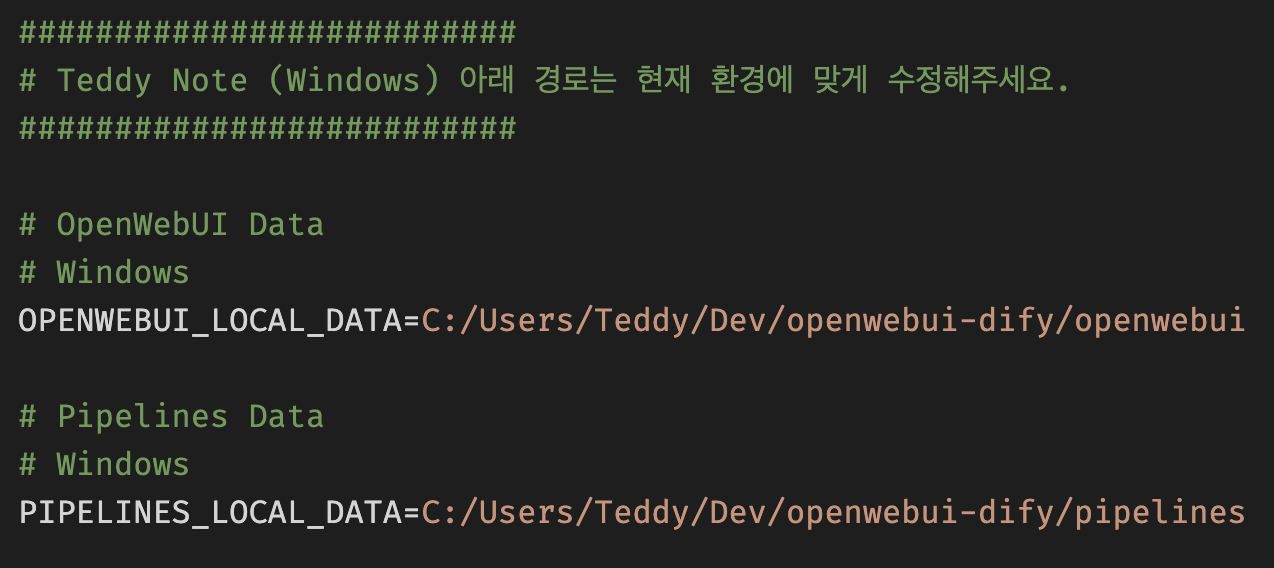 ##########################
# Teddy Note (Windows) 아래 경로는 현재 환경에 맞게 수정해주세요.
##########################
# OpenWebUI Data
# Windows
OPENWEBUI_LOCAL_DATA=C:/Users/Teddy/Dev/openwebui-dify/openwebui
# Pipelines Data
# Windows
PIPELINES_LOCAL_DATA=C:/Users/Teddy/Dev/openwebui-dify/pipelines